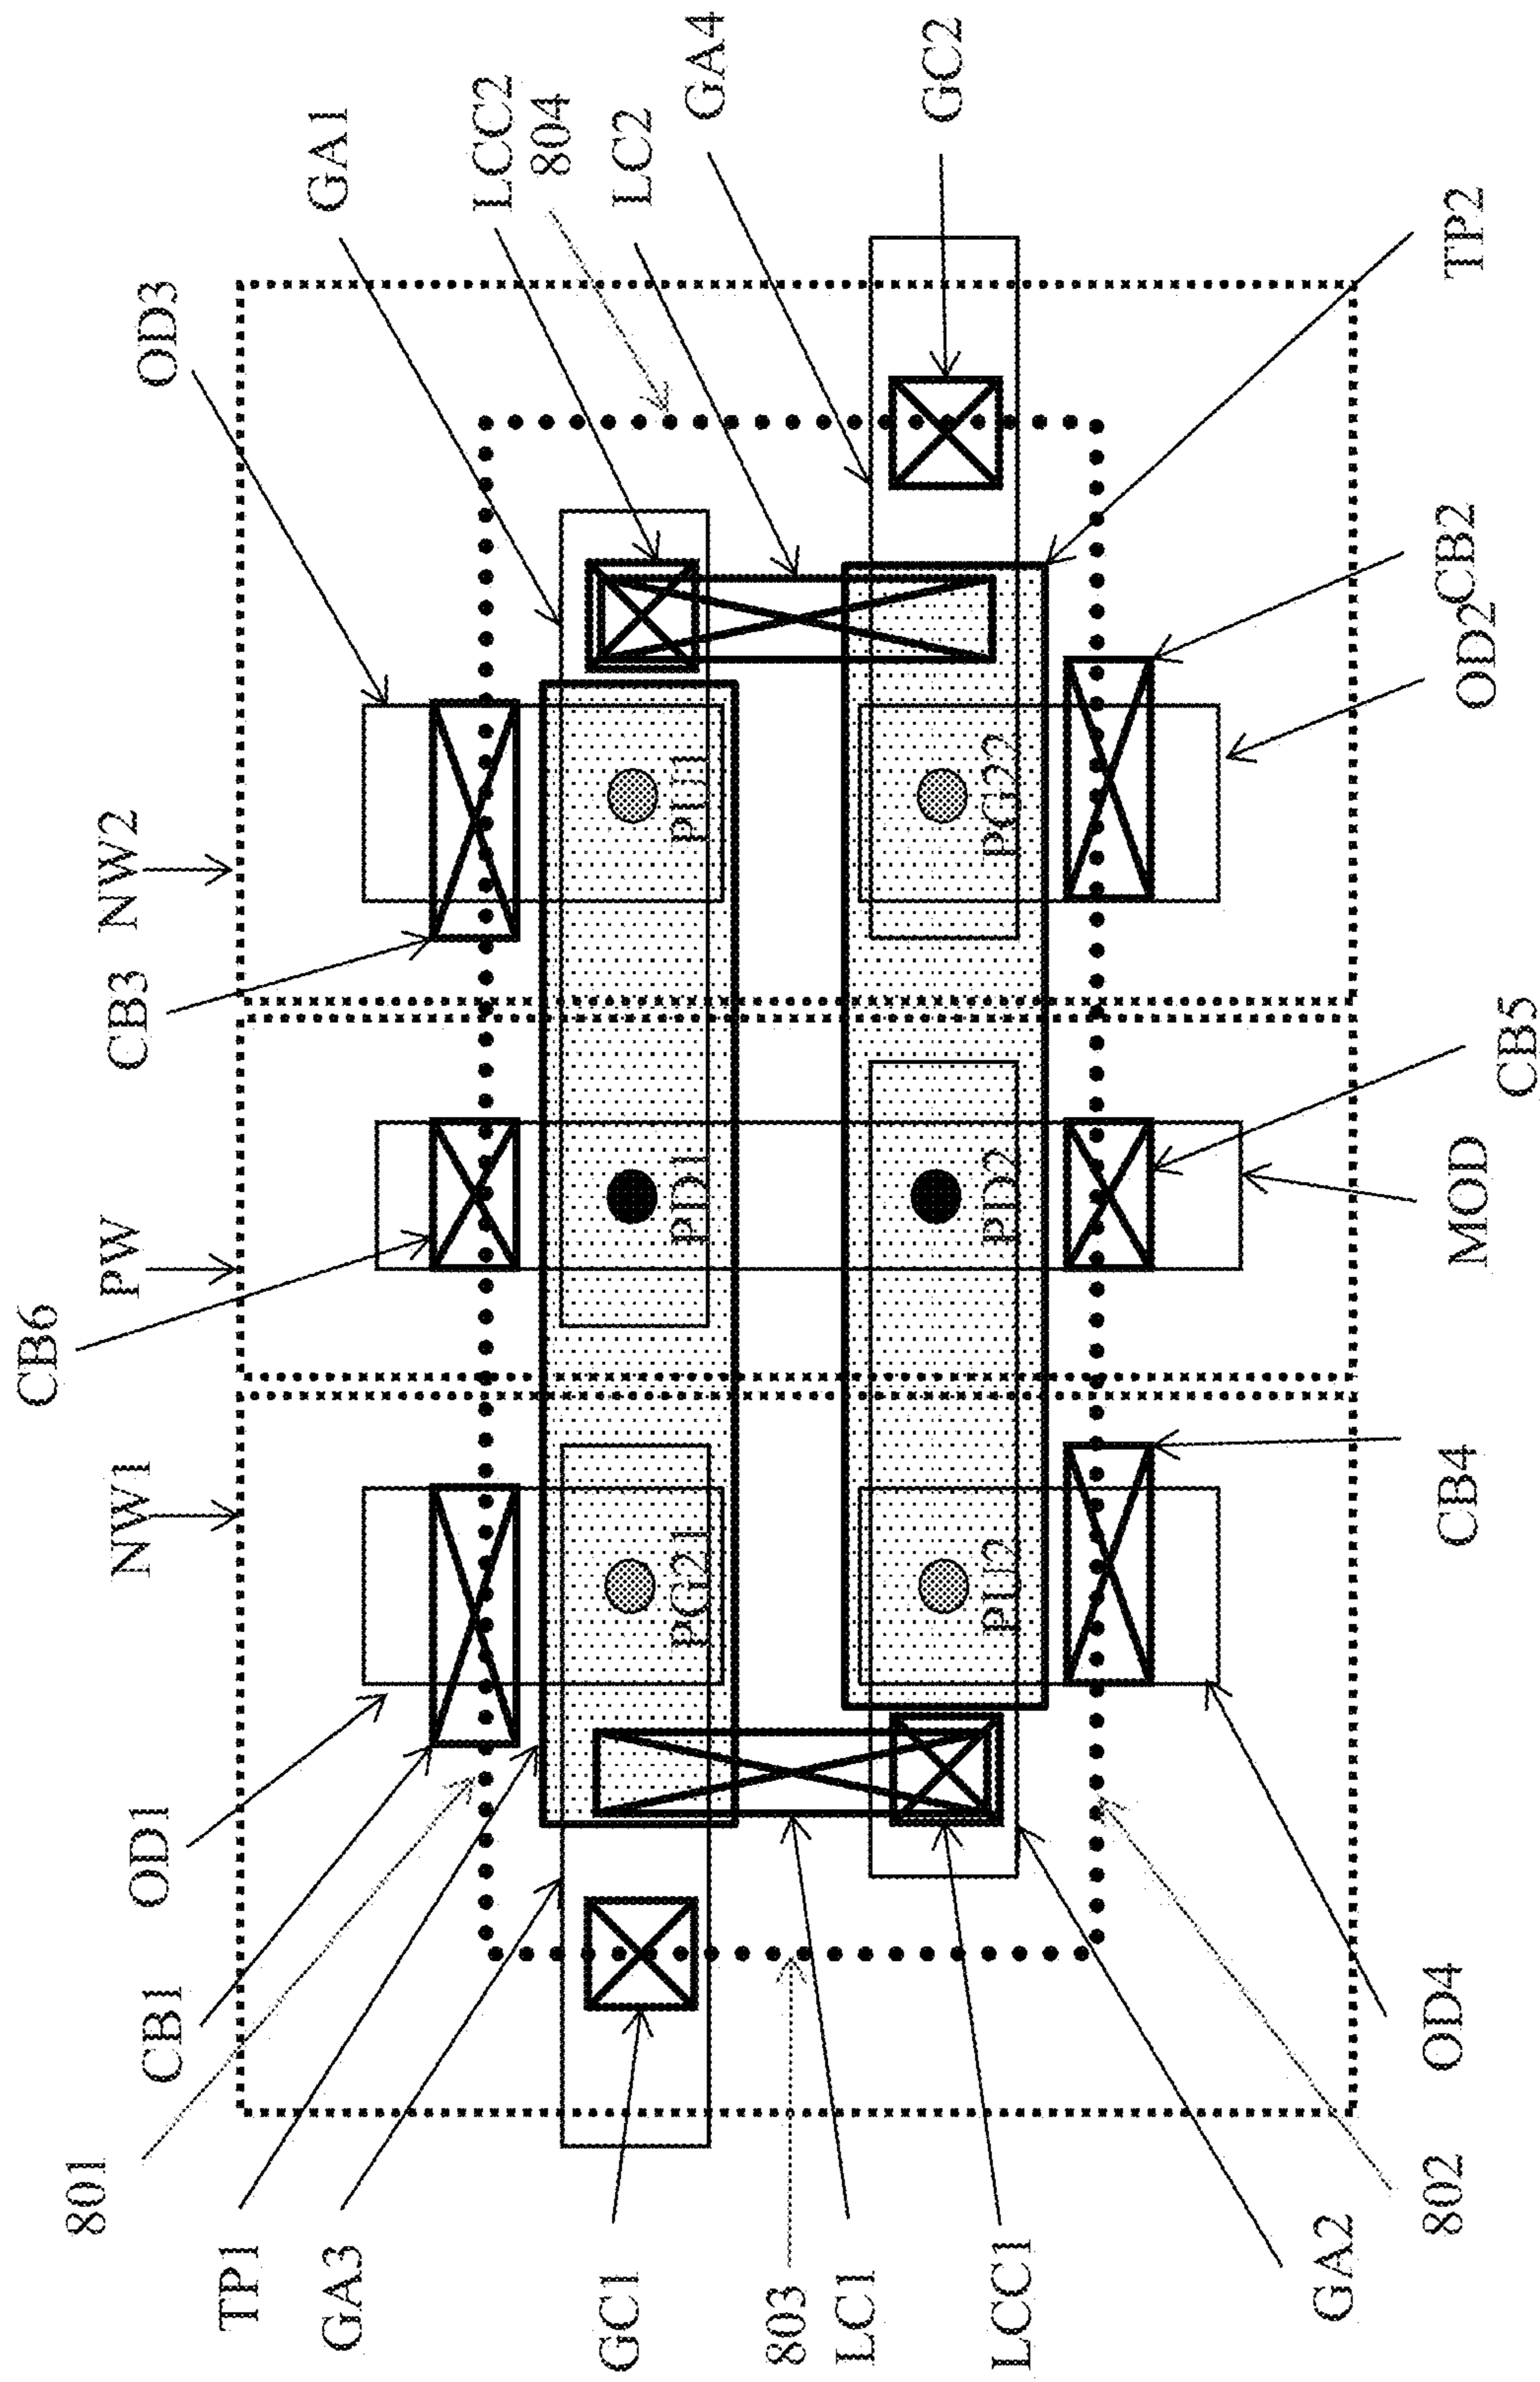 CB6
801
NW1
PW
CB3
NW2
CB1
OD1
OD3
TP1
GA3
GA1
LCC2
804
GC1
LC2
PG21
PD1
PU1
GA4
803
LC1
GC2
LCC1
PU2
PD2
PG22
GA2
802
OD4
CB4
MOD
CB2
TP2
OD2
CB5